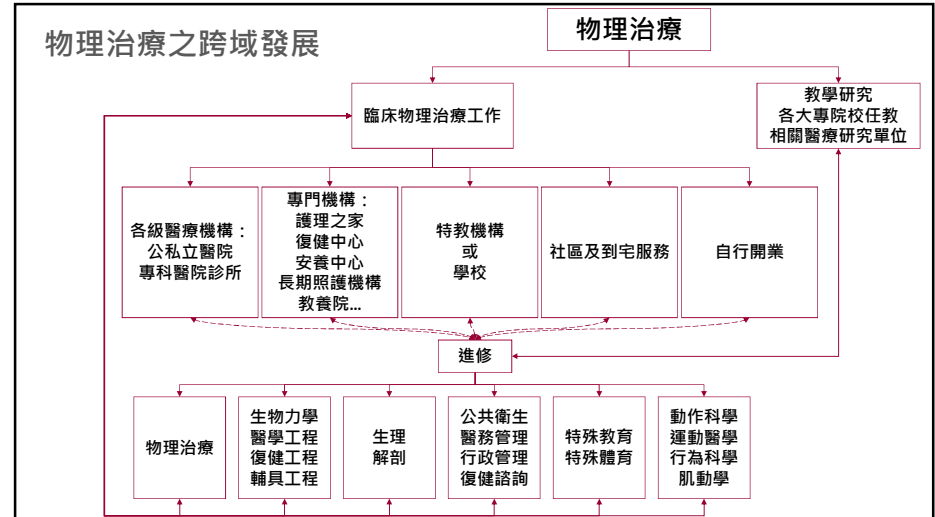 物理治療之跨域發展
物理治療
臨床物理治療工作
教學研究
各大專院校任教
相關醫療研究單位
各級醫療機構：
公私立醫院
專科醫院診所
專門機構：
護理之家
復健中心
安養中心
長期照護機構
教養院...
特教機構
或
學校
社區及到宅服務
自行開業
進修
物理治療
生物力學
醫學工程
復健工程
輔具工程
生理
解剖
公共衛生
醫務管理
行政管理
復健諮詢
特殊教育
特殊體育
動作科學
運動醫學
行為科學
肌動學